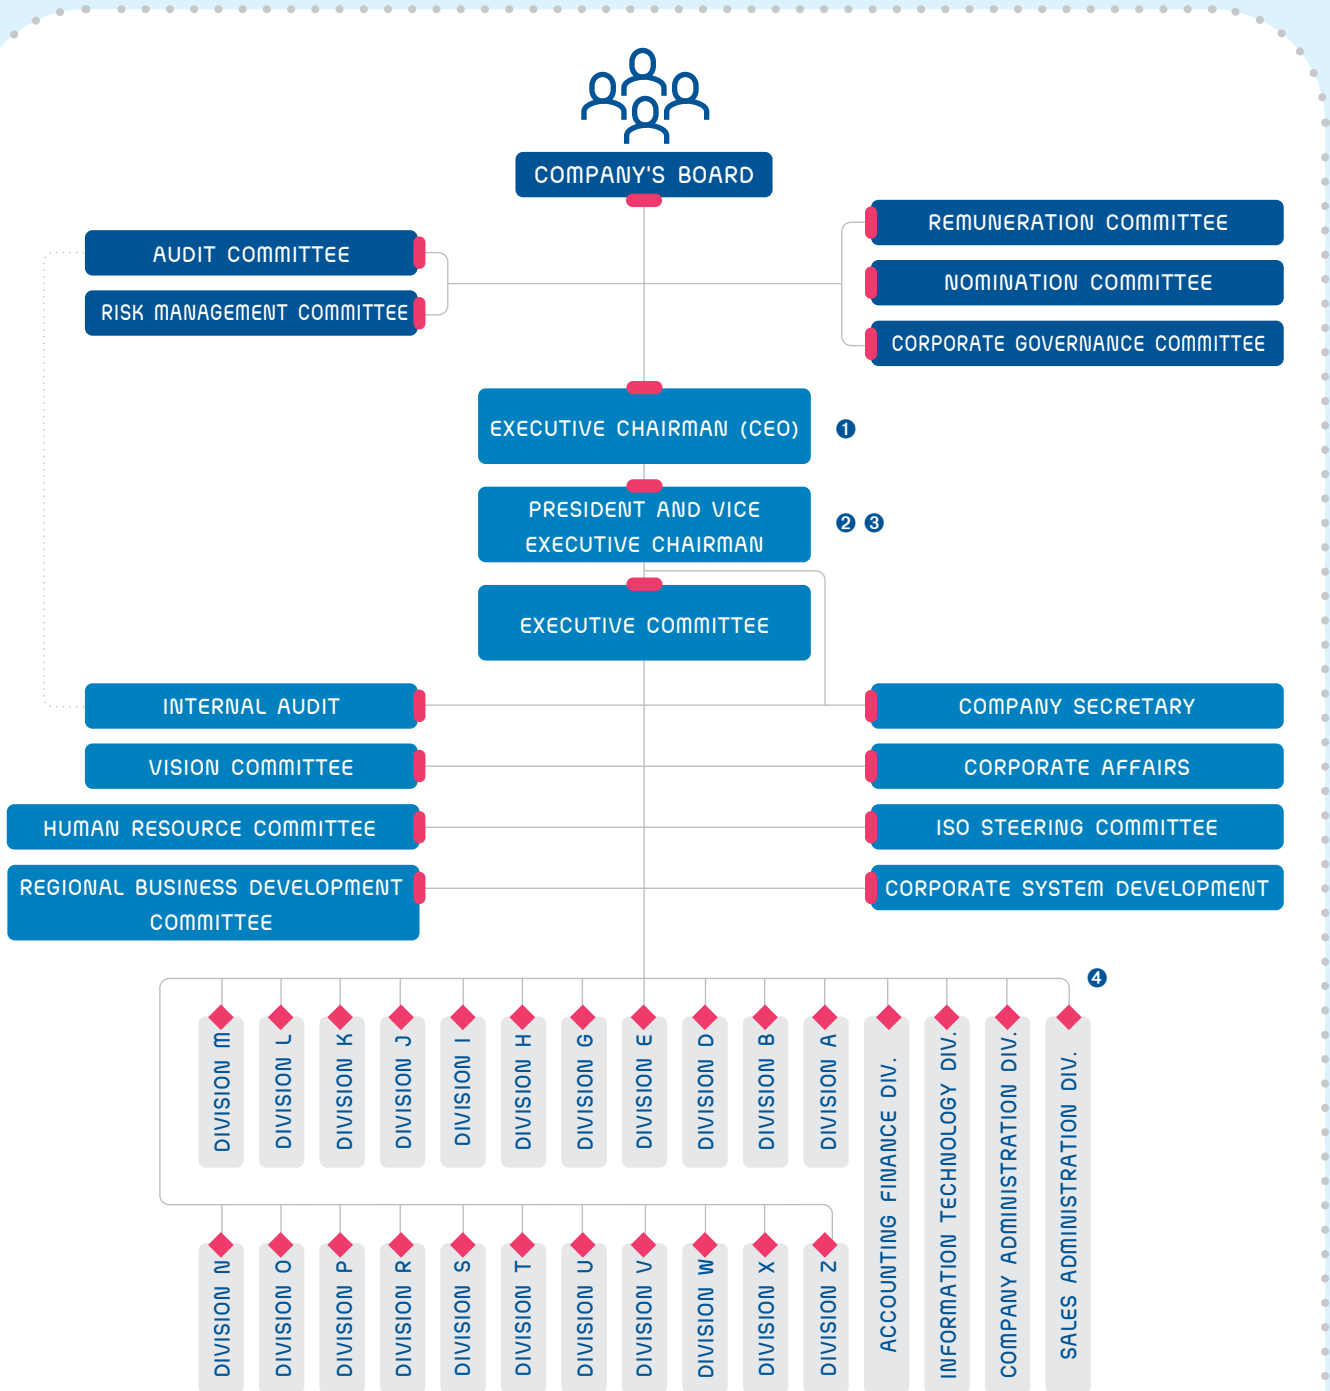 COMPANY'S BOARD
AUDIT COMMITTEE
RISK MANAGEMENT COMMITTEE
REMUNERATION COMMITTEE
NOMINATION COMMITTEE
CORPORATE GOVERNANCE COMMITTEE
EXECUTIVE CHAIRMAN (CEO)
❶
PRESIDENT AND VICE
EXECUTIVE CHAIRMAN
❷ ❸
EXECUTIVE COMMITTEE
INTERNAL AUDIT
COMPANY SECRETARY
VISION COMMITTEE
CORPORATE AFFAIRS
HUMAN RESOURCE COMMITTEE
ISO STEERING COMMITTEE
REGIONAL BUSINESS DEVELOPMENT
COMMITTEE
CORPORATE SYSTEM DEVELOPMENT
❹
DIVISION M
DIVISION L
DIVISION K
DIVISION J
DIVISION I
DIVISION H
DIVISION G
DIVISION E
DIVISION D
DIVISION B
DIVISION A
ACCOUNTING FINANCE DIV.
INFORMATION TECHNOLOGY DIV.
COMPANY ADMINISTRATION DIV.
SALES ADMINISTRATION DIV.
DIVISION N
DIVISION O
DIVISION P
DIVISION R
DIVISION S
DIVISION T
DIVISION U
DIVISION V
DIVISION W
DIVISION X
DIVISION Z